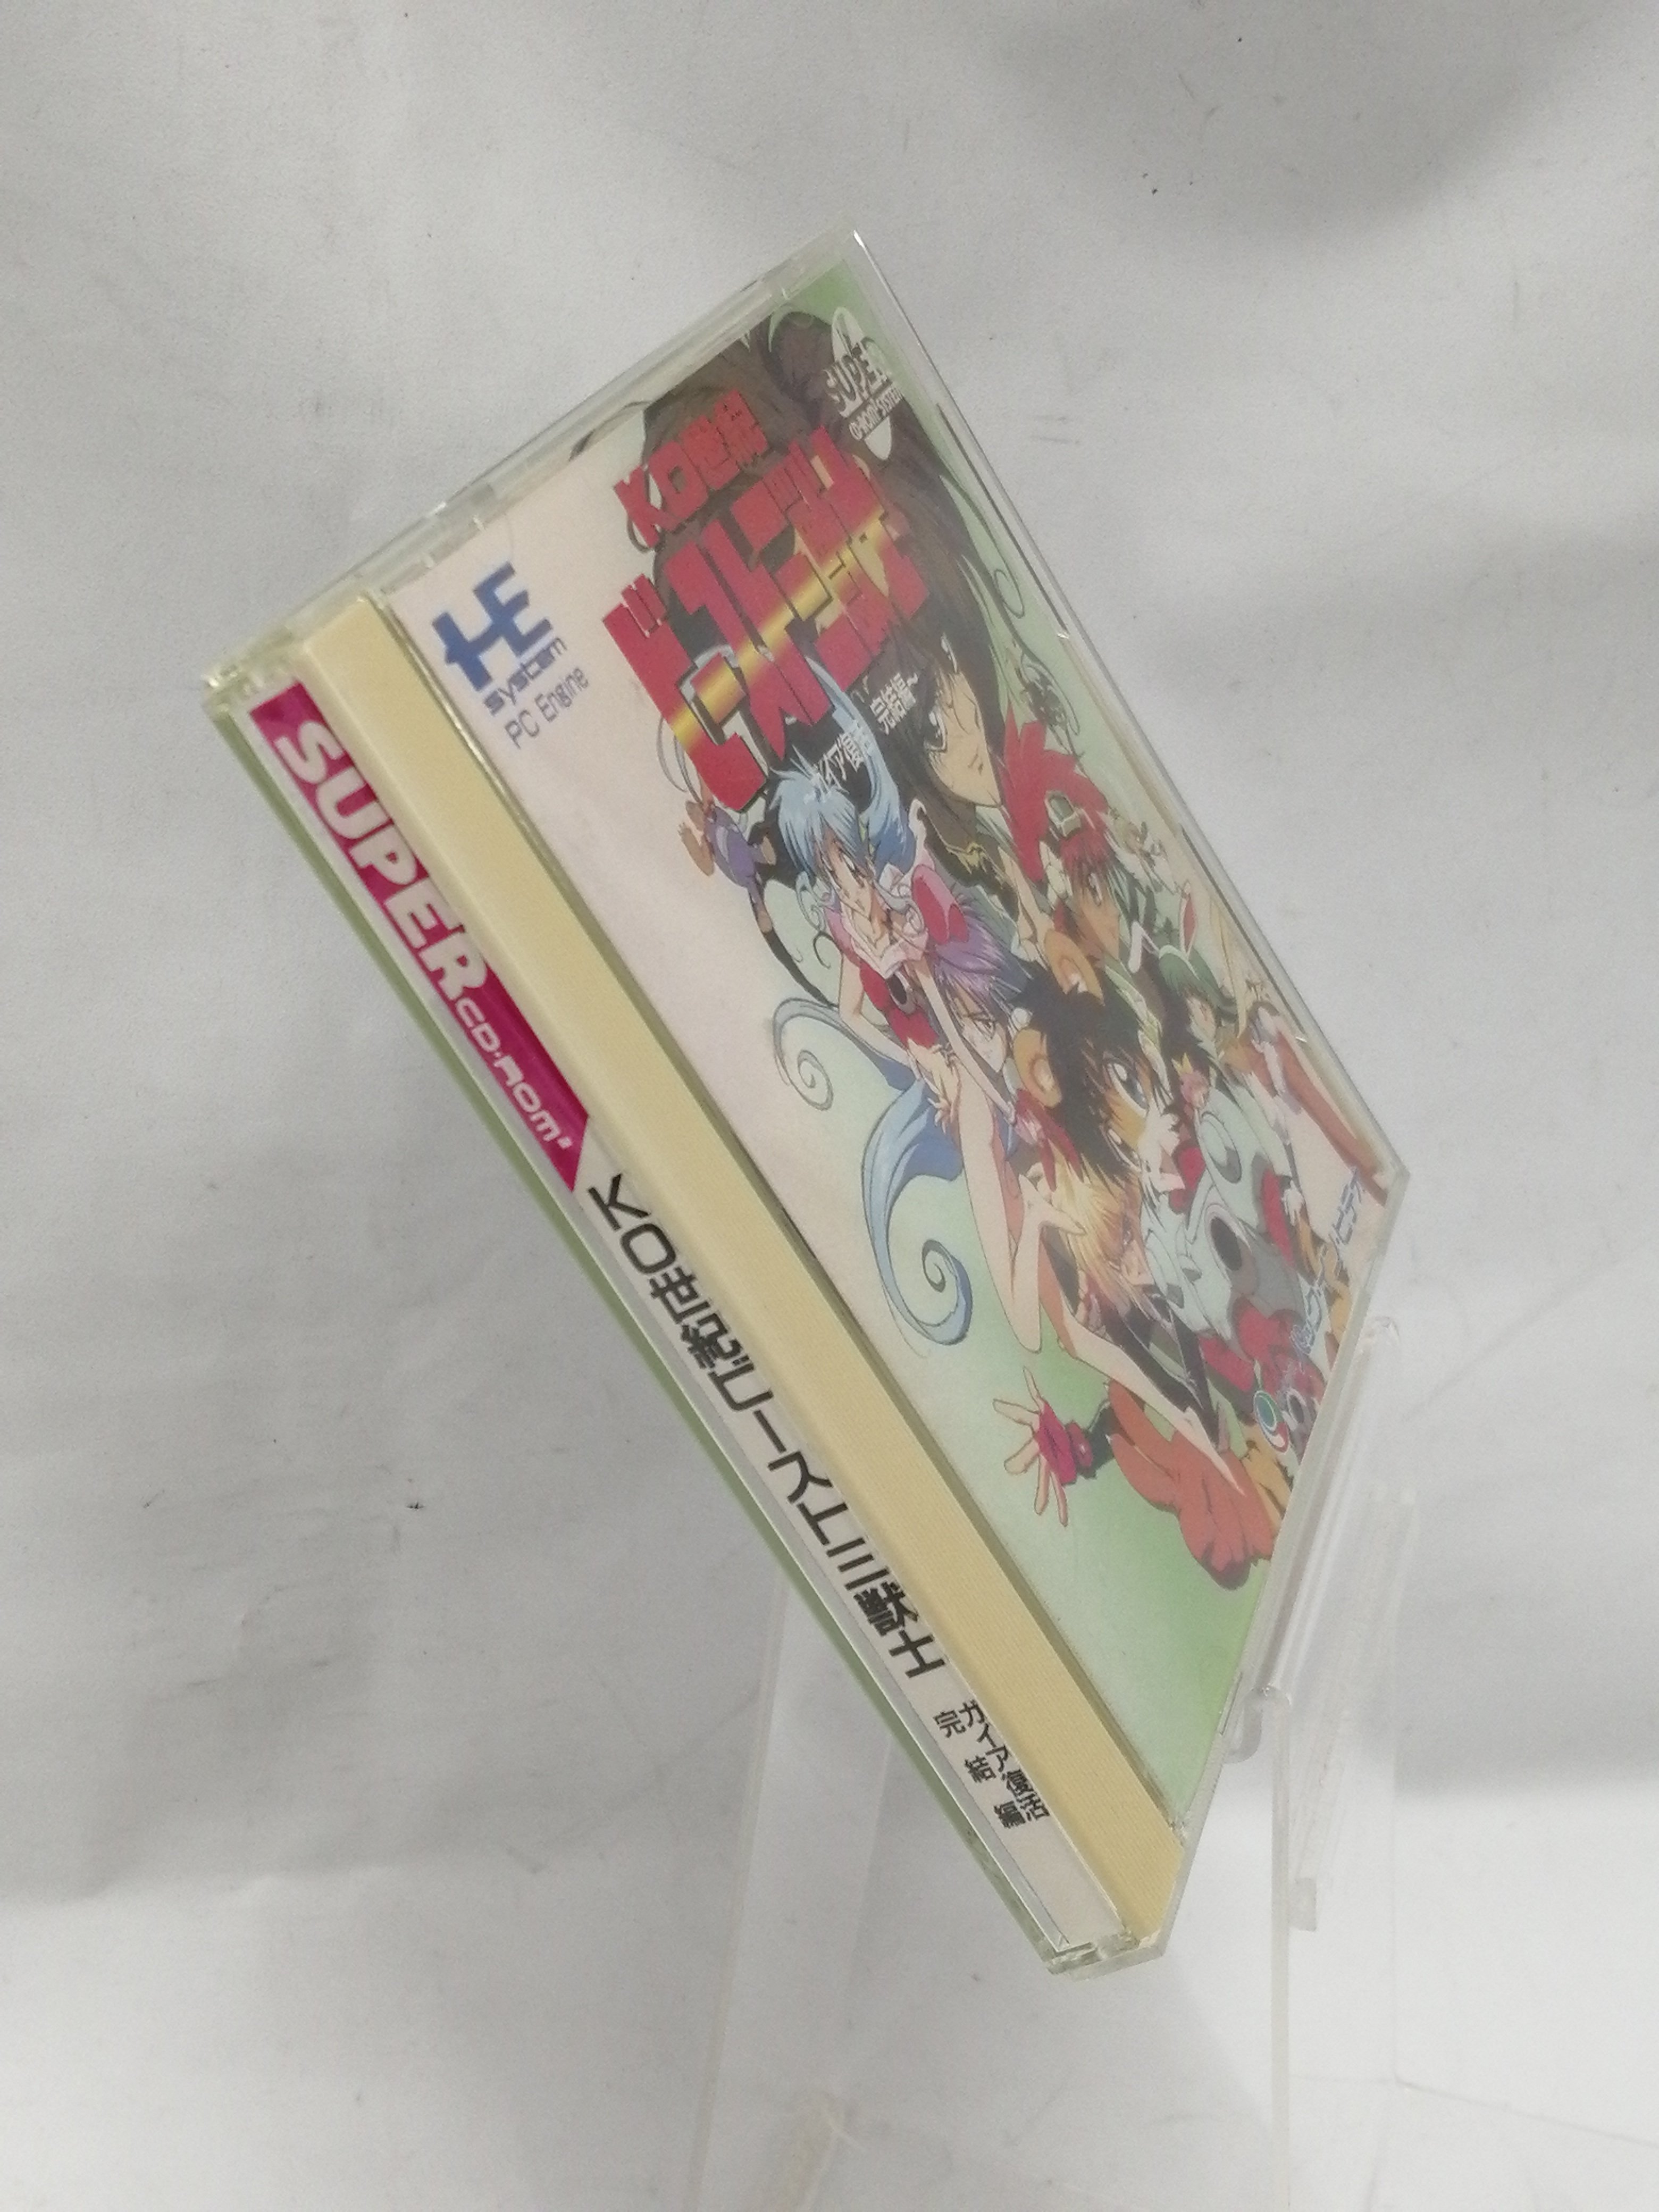 HE
system
PC Engine
SUPER
CD-ROM² SYSTEM
KO世紀
ビースト三獣士
ガイア復活
完結編~
SUPER CD・ROM²
KO世紀ビースト三獣士
ガイア復活
完結編